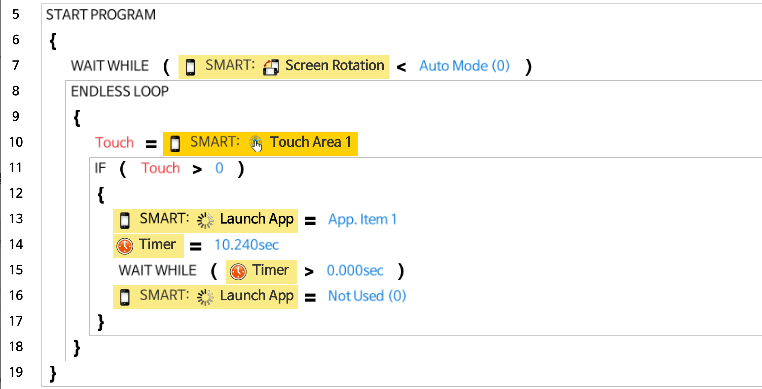 5 START PROGRAM
6 {
7 WAIT WHILE ( SMART: Screen Rotation < Auto Mode (0) )
8 ENDLESS LOOP
9 {
10 Touch = SMART: Touch Area 1
11 IF ( Touch > 0 )
12 {
13 SMART: Launch App = App. Item 1
14 Timer = 10.240sec
15 WAIT WHILE ( Timer > 0.000sec )
16 SMART: Launch App = Not Used (0)
17 }
18 }
19 }